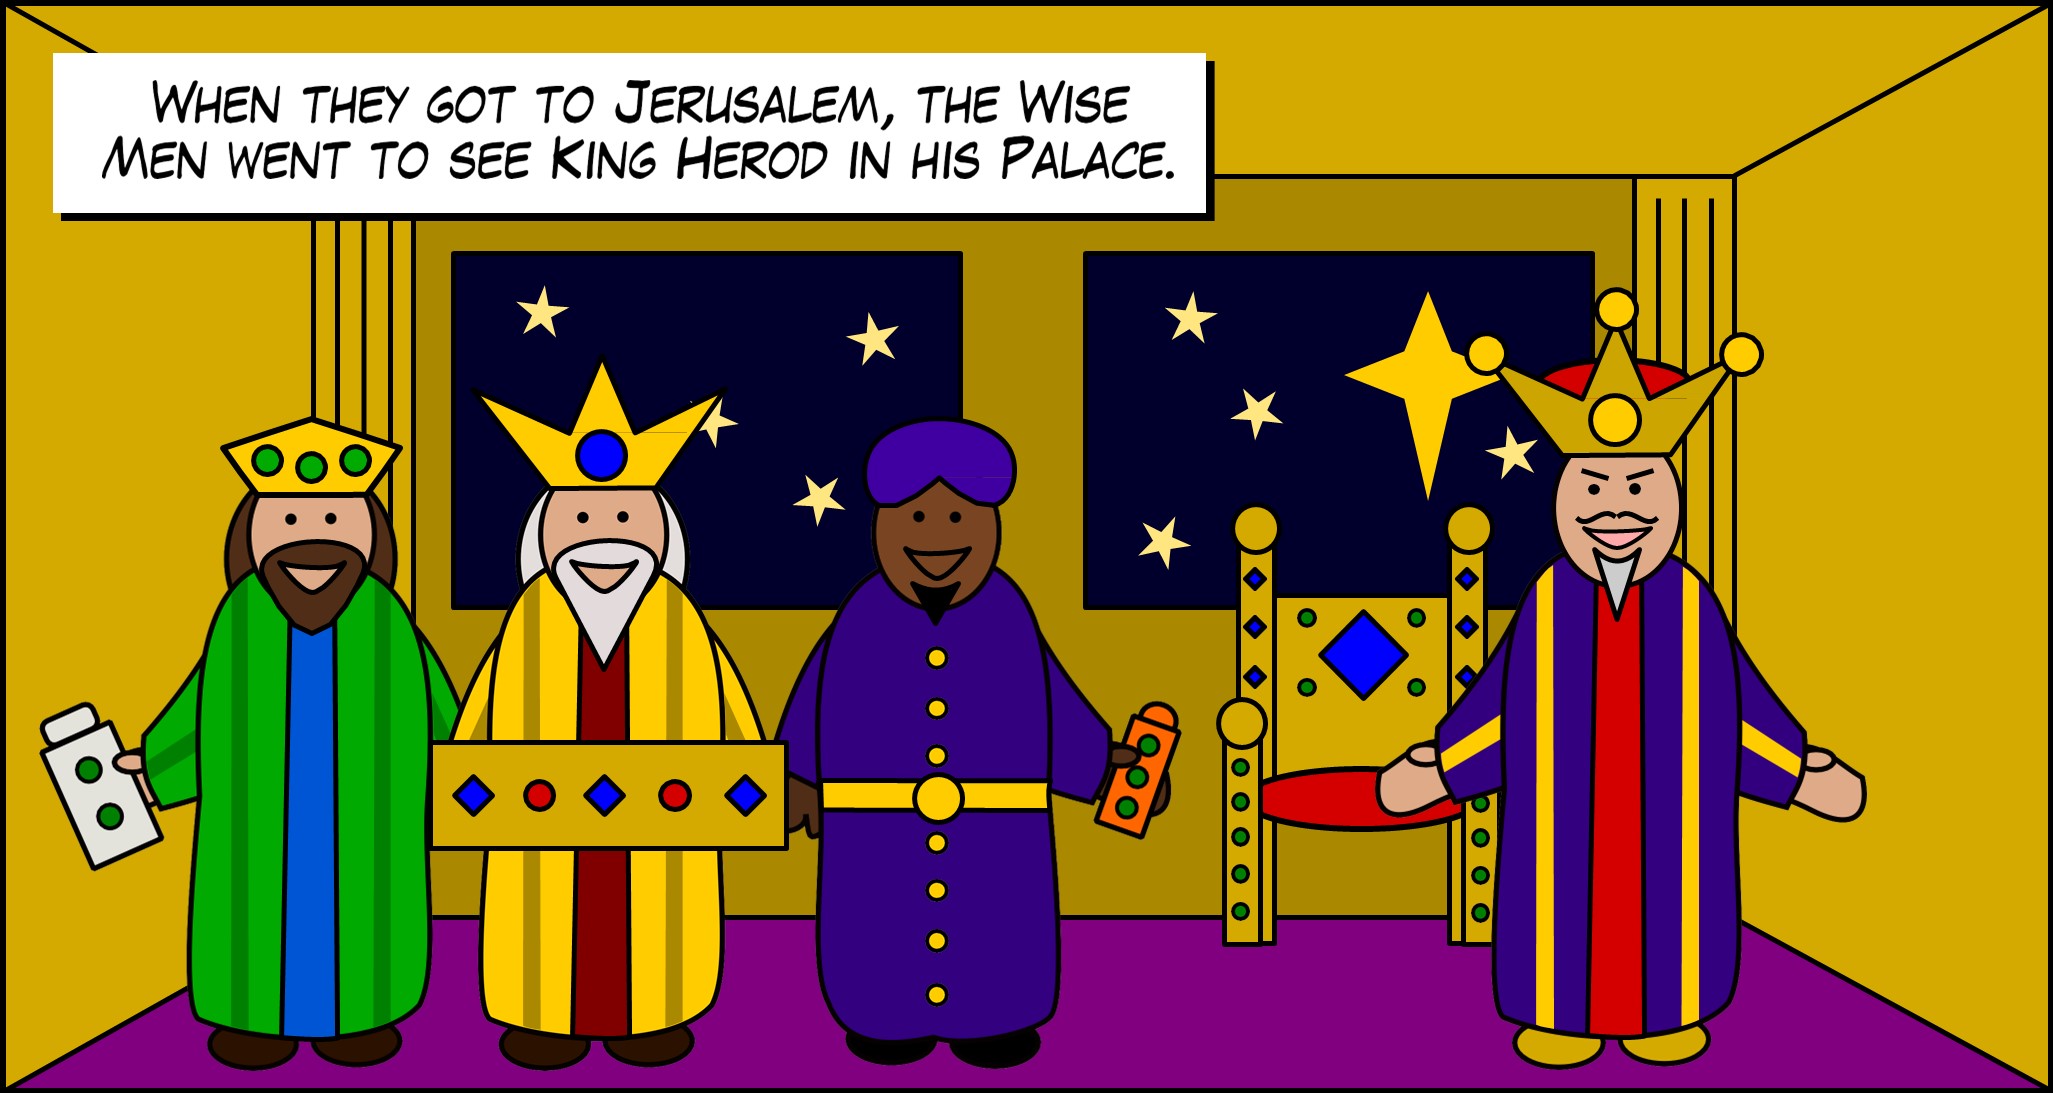 When they got to Jerusalem, the Wise
Men went to see King Herod in his Palace.